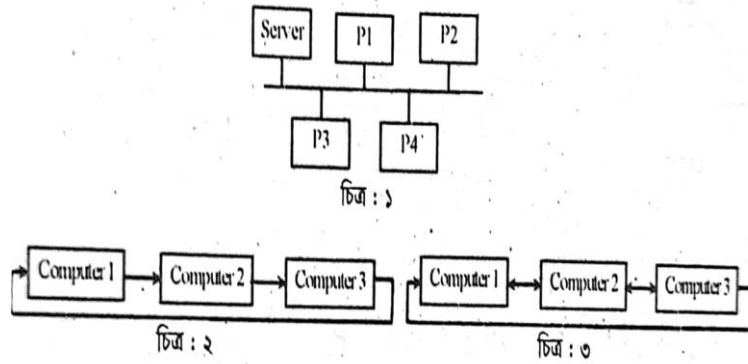 Server P1 P2
P3 P4
চিত্র : ১
Computer 1 Computer 2 Computer 3 Computer 1 Computer 2 Computer 3
চিত্র : ২ চিত্র : ৩